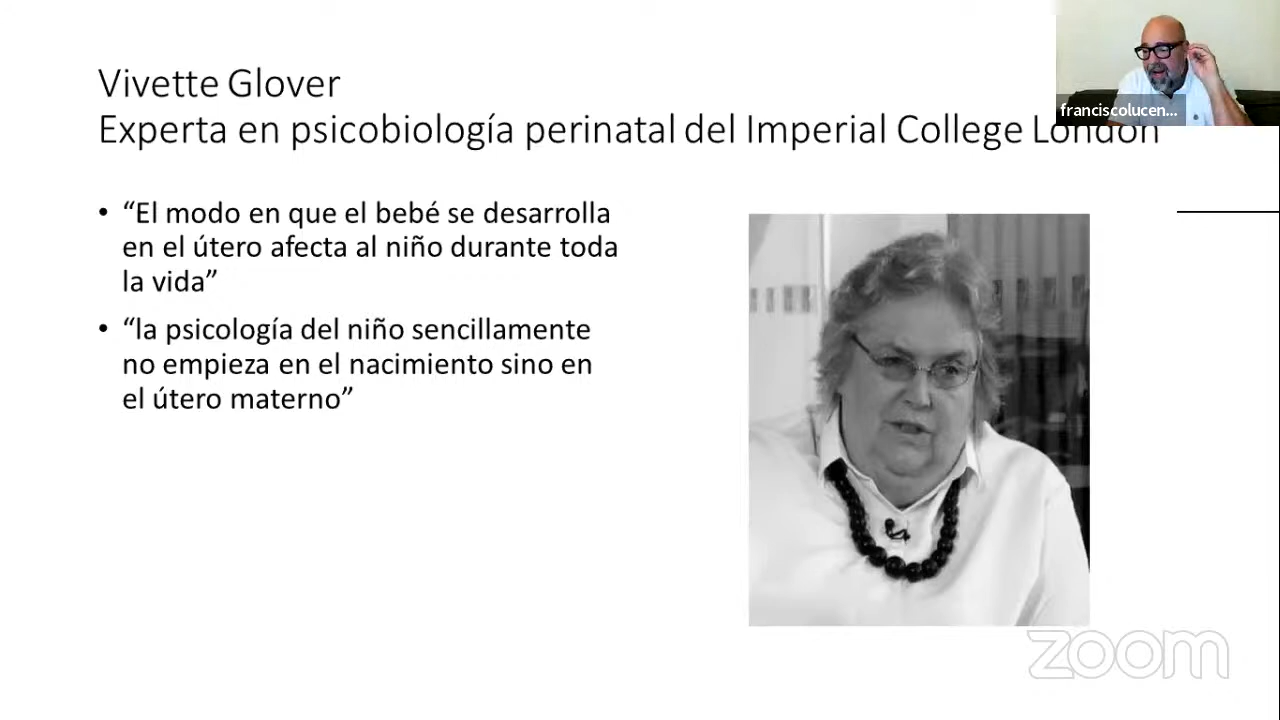 Vivette Glover
Experta en psicobiología perinatal del Imperial College London
franciscolucen...
• “El modo en que el bebé se desarrolla
en el útero afecta al niño durante toda
la vida”
• “la psicología del niño sencillamente
no empieza en el nacimiento sino en
el útero materno”
zoom